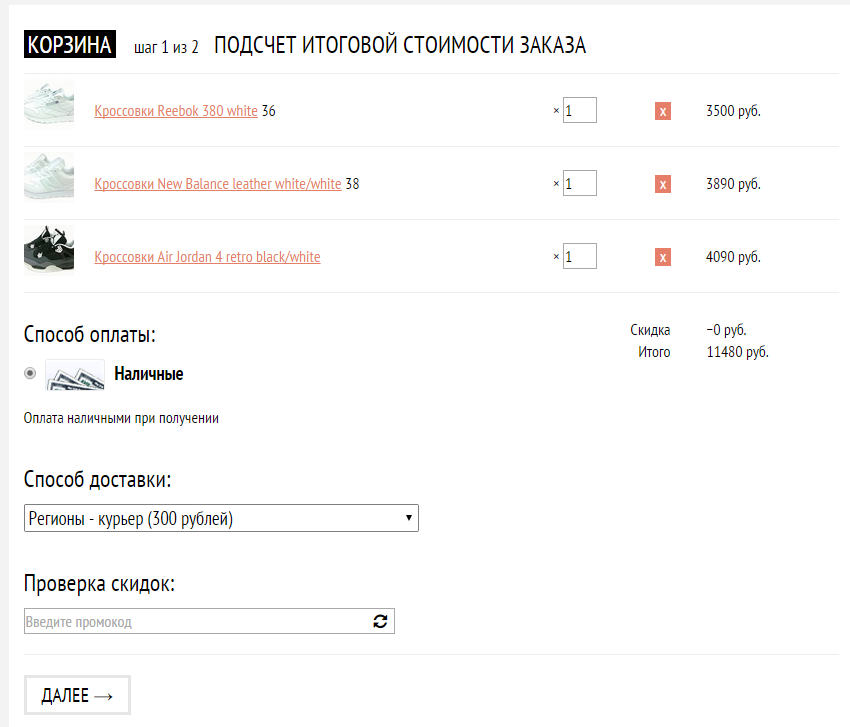 КОРЗИНА шаг 1 из 2 ПОДСЧЕТ ИТОГОВОЙ СТОИМОСТИ ЗАКАЗА
Кроссовки Reebok 380 white 36 × 1 x 3500 руб.
Кроссовки New Balance leather white/white 38 × 1 x 3890 руб.
Кроссовки Air Jordan 4 retro black/white × 1 x 4090 руб.
Скидка −0 руб.
Итого 11480 руб.
Способ оплаты:
Наличные
Оплата наличными при получении
Способ доставки:
Регионы - курьер (300 рублей)
Проверка скидок:
Введите промокод
ДАЛЕЕ →